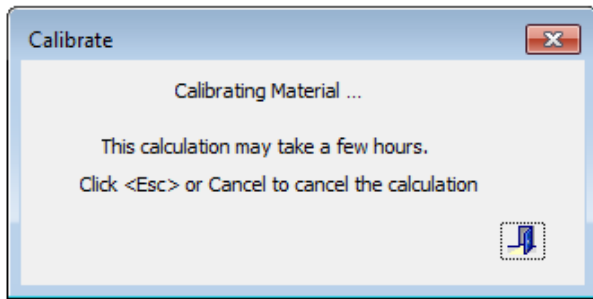 Calibrate
Calibrating Material ...
This calculation may take a few hours.
Click <Esc> or Cancel to cancel the calculation